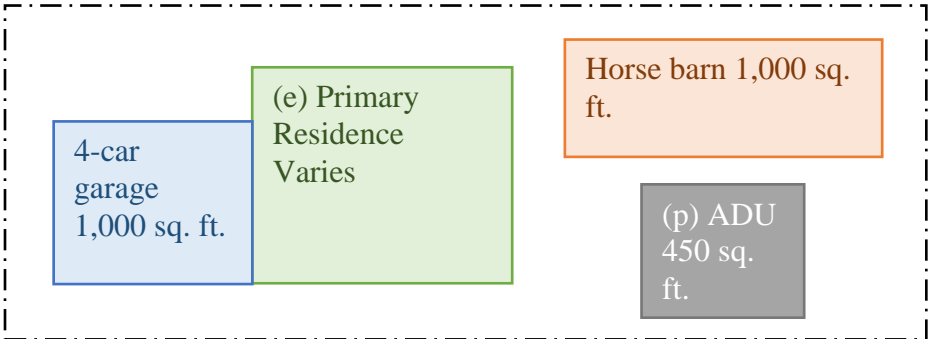 (e) Primary
Residence
Varies
4-car
garage
1,000 sq. ft.
Horse barn 1,000 sq.
ft.
(p) ADU
450 sq.
ft.